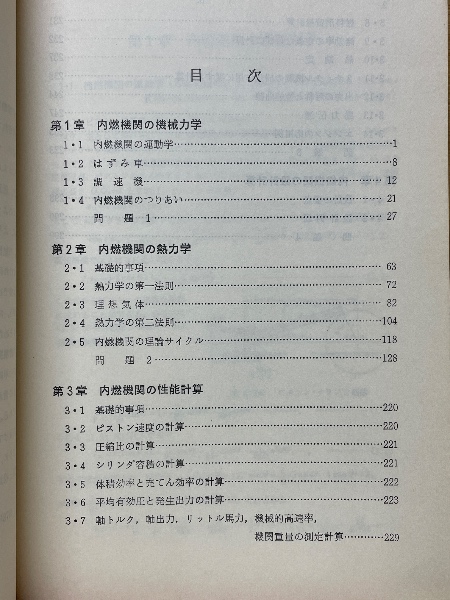 目次
第1章 内燃機関の機械力学
1・1 内燃機関の運動学……1
1・2 はずみ車……8
1・3 調速機……12
1・4 内燃機関のつりあい……21
問題1……27
第2章 内燃機関の熱力学
2・1 基礎的事項……63
2・2 熱力学の第一法則……72
2・3 理想気体……82
2・4 熱力学の第二法則……104
2・5 内燃機関の理論サイクル……118
問題2……128
第3章 内燃機関の性能計算
3・1 基礎的事項……220
3・2 ピストン速度の計算……220
3・3 圧縮比の計算……221
3・4 シリンダ容積の計算……221
3・5 体積効率と充てん効率の計算……222
3・6 平均有効圧と発生出力の計算……223
3・7 軸トルク，軸出力，リットル馬力，機械的高速率，
機関重量の測定計算……229